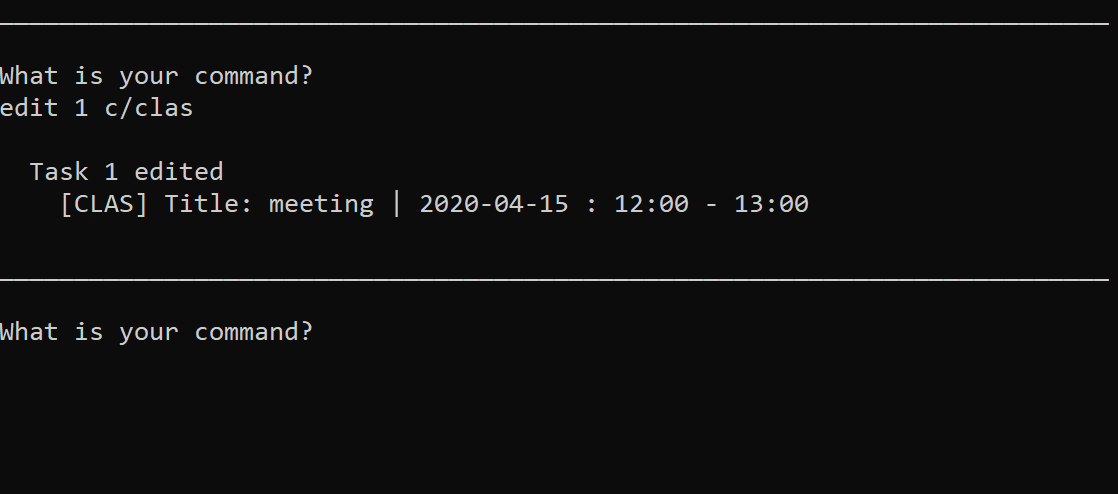 What is your command?
edit 1 c/clas
Task 1 edited
[CLAS] Title: meeting | 2020-04-15 : 12:00 - 13:00
What is your command?